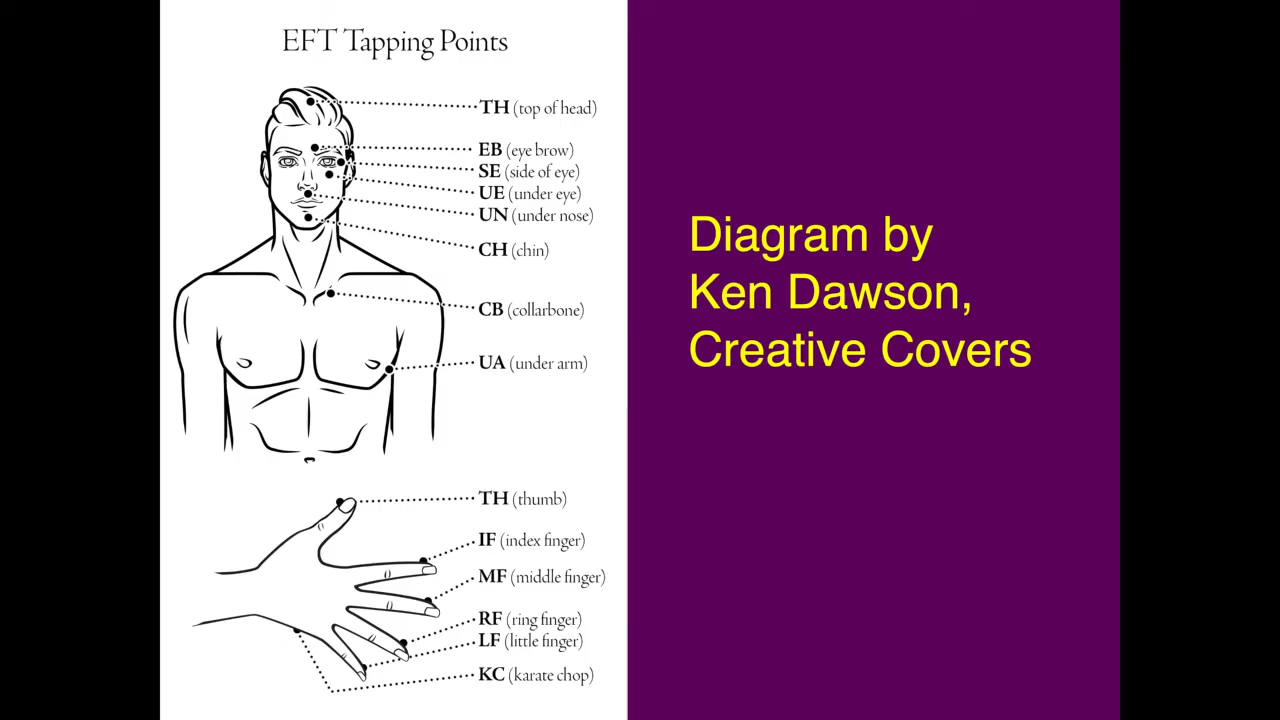 EFT Tapping Points
TH (top of head)
EB (eye brow)
SE (side of eye)
UE (under eye)
UN (under nose)
CH (chin)
CB (collarbone)
UA (under arm)
TH (thumb)
IF (index finger)
MF (middle finger)
RF (ring finger)
LF (little finger)
KC (karate chop)
Diagram by
Ken Dawson,
Creative Covers